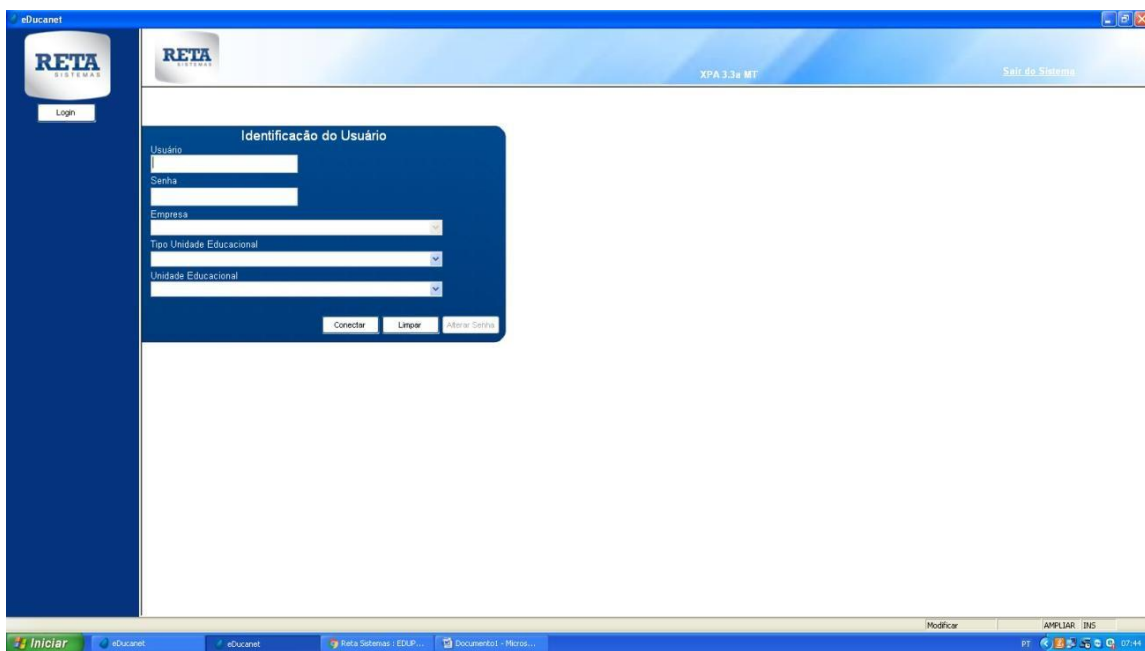 eDucanet
RETA
SISTEMAS
RETA
SISTEMAS
XPA 3.3a MT
Sair do Sistema
Login
Identificacão do Usuário
Usuário
Senha
Empresa
Tipo Unidade Educacional
Unidade Educacional
Conectar Limpar Alterar Senha
Modificar AMPLIAR INS
Iniciar eDucanet eDucanet Reta Sistemas : EDUP... Documento1 - Micros... PT 07:44